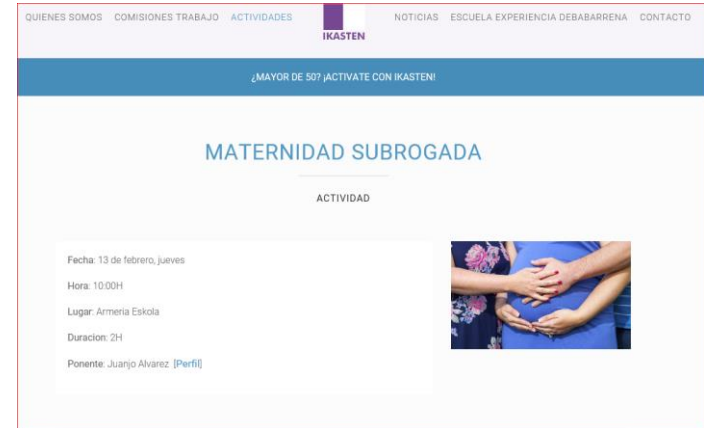 QUIENES SOMOS COMISIONES TRABAJO ACTIVIDADES IKASTEN NOTICIAS ESCUELA EXPERIENCIA DEBABARRENA CONTACTO
¿MAYOR DE 50? ¡ACTIVATE CON IKASTEN!
MATERNIDAD SUBROGADA
ACTIVIDAD
Fecha: 13 de febrero, jueves
Hora: 10:00H
Lugar: Armeria Eskola
Duracion: 2H
Ponente: Juanjo Alvarez [Perfil]